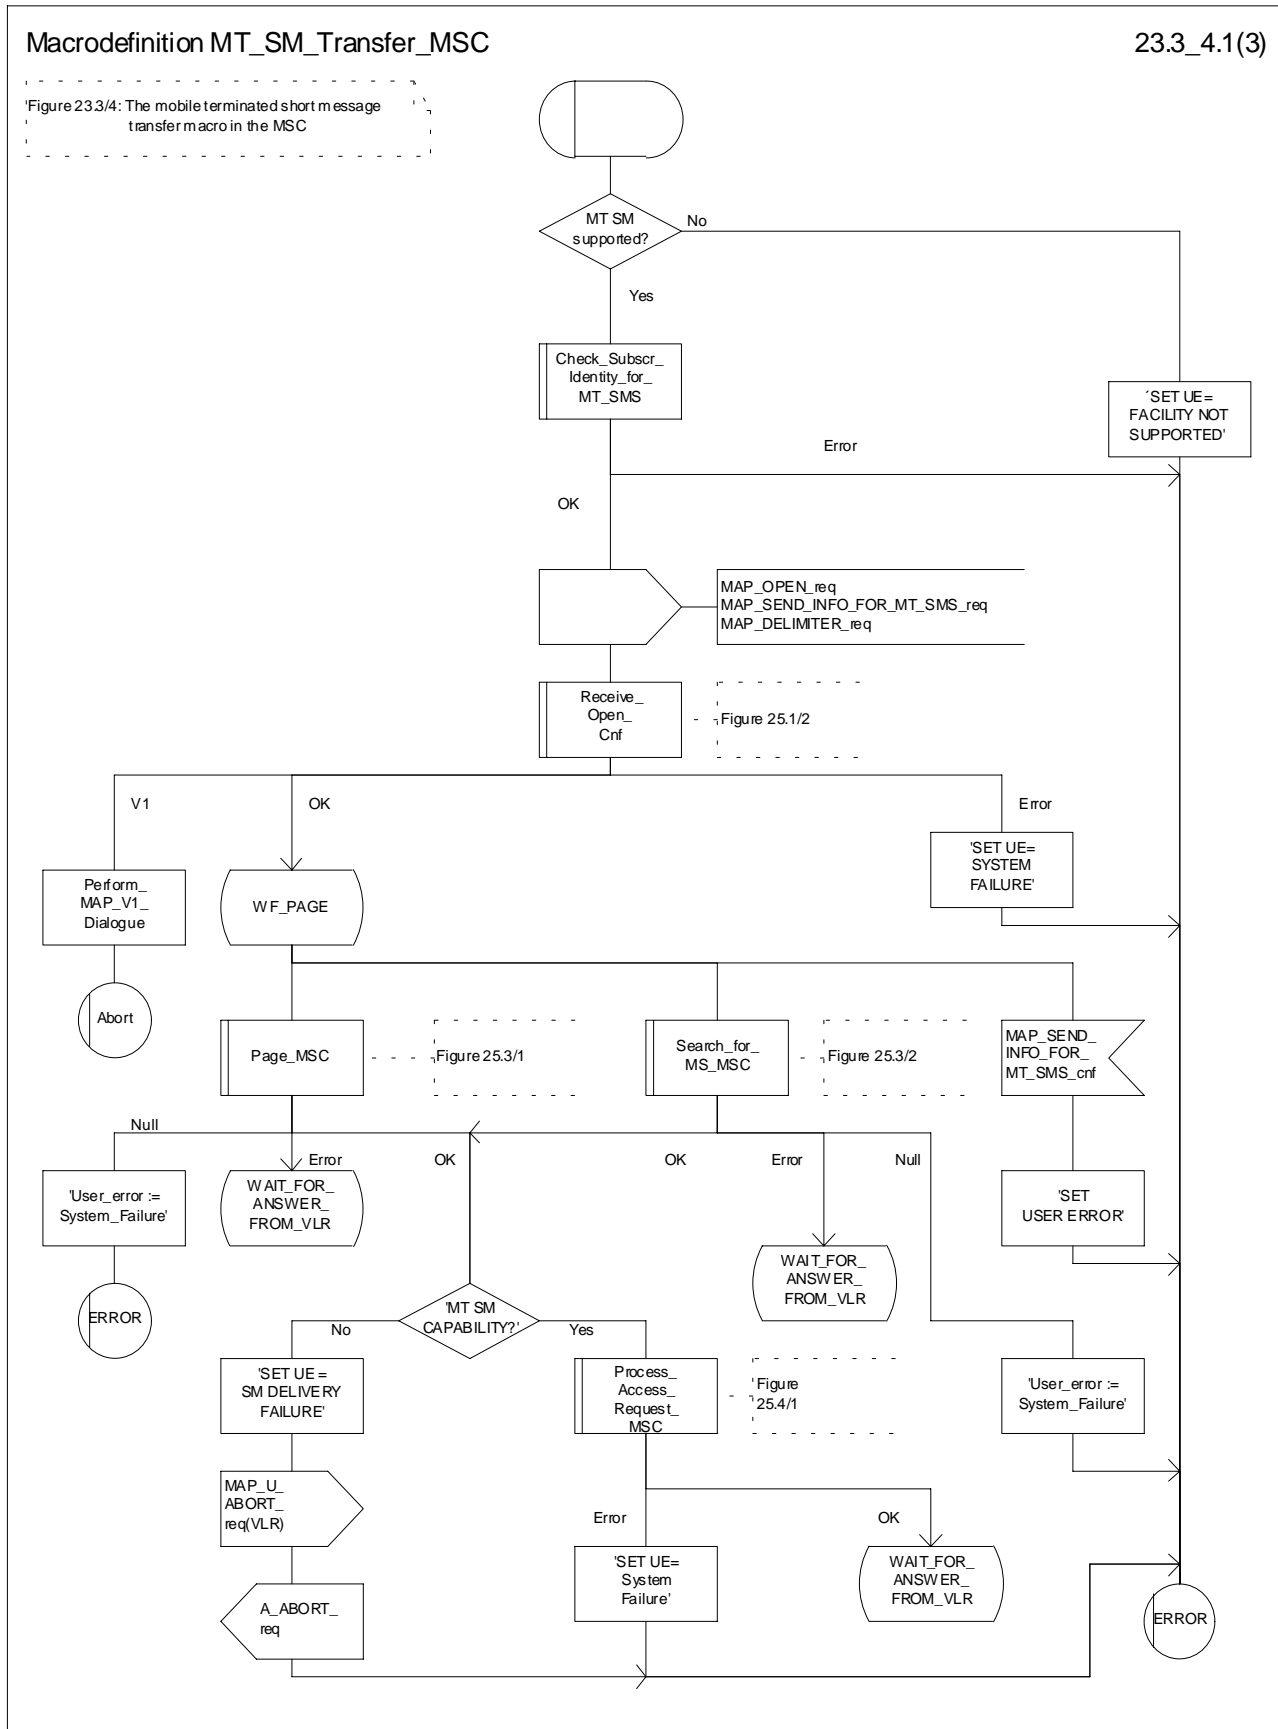 Macrodefinition MT_SM_Transfer_MSC
23.3_4.1(3)
'Figure 23.3/4: The mobile terminated short message
transfer macro in the MSC
MT SM
supported?
No
Yes
Check_Subscr_
Identity_for_
MT_SMS
´SET UE=
FACILITY NOT
SUPPORTED'
Error
OK
MAP_OPEN_req
MAP_SEND_INFO_FOR_MT_SMS_req
MAP_DELIMITER_req
Receive_
Open_
Cnf
Figure 25.1/2
V1
OK
Error
'SET UE=
SYSTEM
FAILURE'
Perform_
MAP_V1_
Dialogue
WF_PAGE
Abort
Page_MSC
Figure 25.3/1
Search_for_
MS_MSC
Figure 25.3/2
MAP_SEND_
INFO_FOR_
MT_SMS_cnf
Null
Error
OK
OK
Error
Null
'User_error :=
System_Failure'
WAIT_FOR_
ANSWER_
FROM_VLR
'SET
USER ERROR'
WAIT_FOR_
ANSWER_
FROM_VLR
ERROR
'MT SM
CAPABILITY?'
No
Yes
'SET UE =
SM DELIVERY
FAILURE'
Process_
Access_
Request_
MSC
Figure
25.4/1
'User_error :=
System_Failure'
MAP_U_
ABORT_
req(VLR)
Error
OK
'SET UE=
System
Failure'
WAIT_FOR_
ANSWER_
FROM_VLR
A_ABORT_
req
ERROR